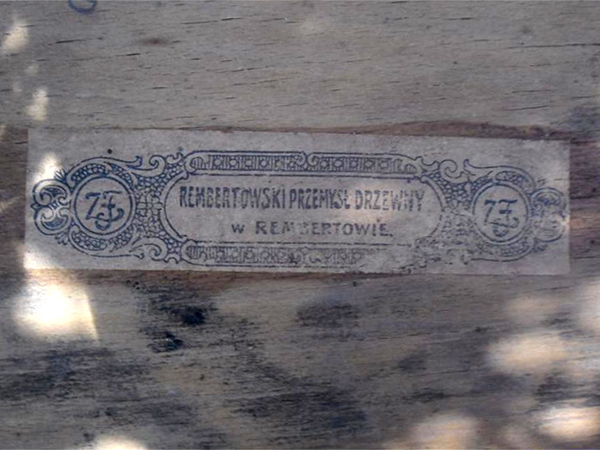 REMBERTOWSKI PRZEMYSŁ DRZEWNY
W REMBERTOWIE.